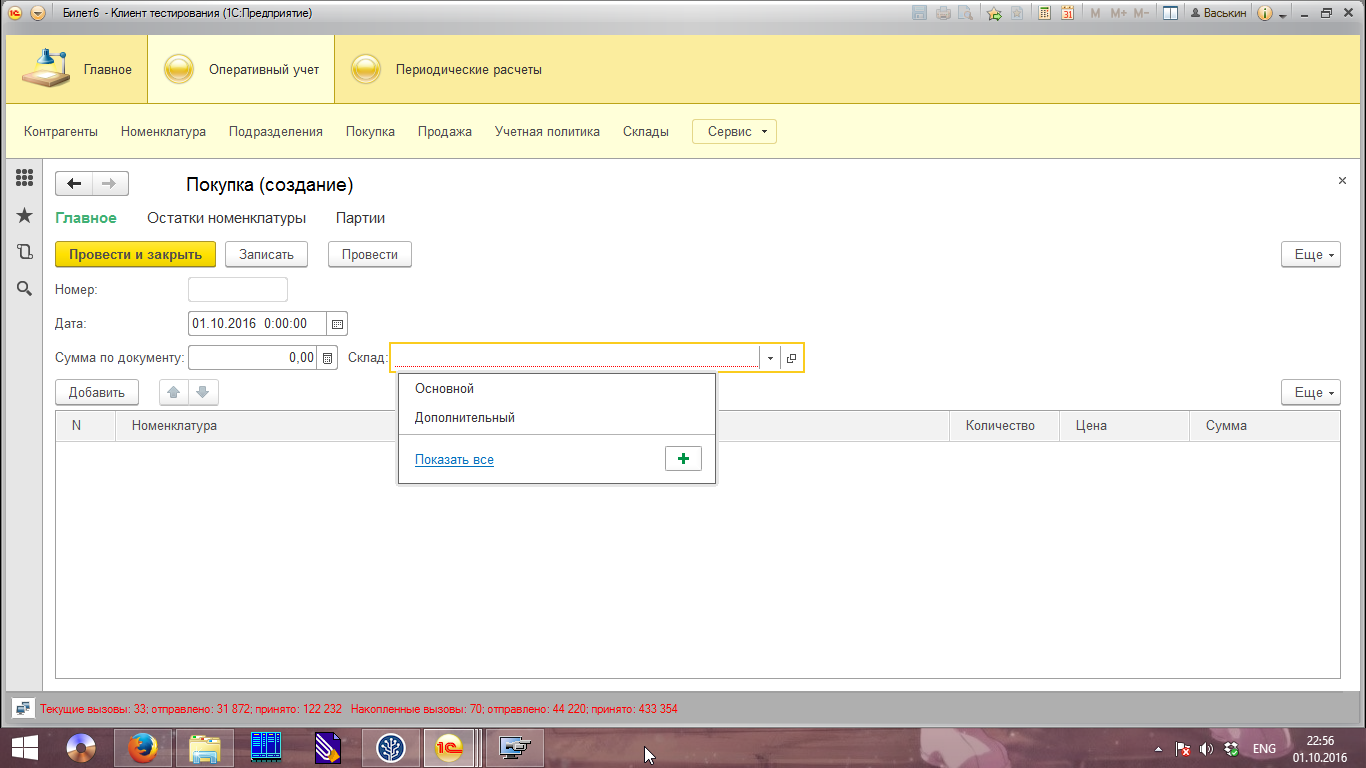 Билет6 - Клиент тестирования (1С:Предприятие)
31 M M+ M- Васькин
Главное Оперативный учет Периодические расчеты
Контрагенты Номенклатура Подразделения Покупка Продажа Учетная политика Склады Сервис
Покупка (создание)
Главное Остатки номенклатуры Партии
Провести и закрыть Записать Провести Еще
Номер:
Дата: 01.10.2016 0:00:00
Сумма по документу: 0,00 Склад:
Основной
Дополнительный
Показать все
Добавить Еще
N Номенклатура Количество Цена Сумма
Текущие вызовы: 33; отправлено: 31 872; принято: 122 232 Накопленные вызовы: 70; отправлено: 44 220; принято: 433 354
1С
ENG
22:56
01.10.2016